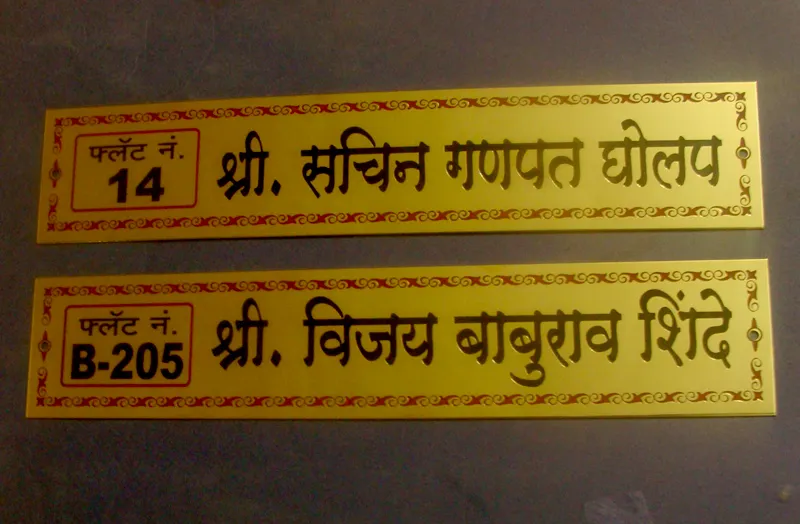 फ्लॅट नं.
14
श्री. सचिन गणपत घोलप
फ्लॅट नं.
B-205
श्री. विजय बाबुराव शिंदे